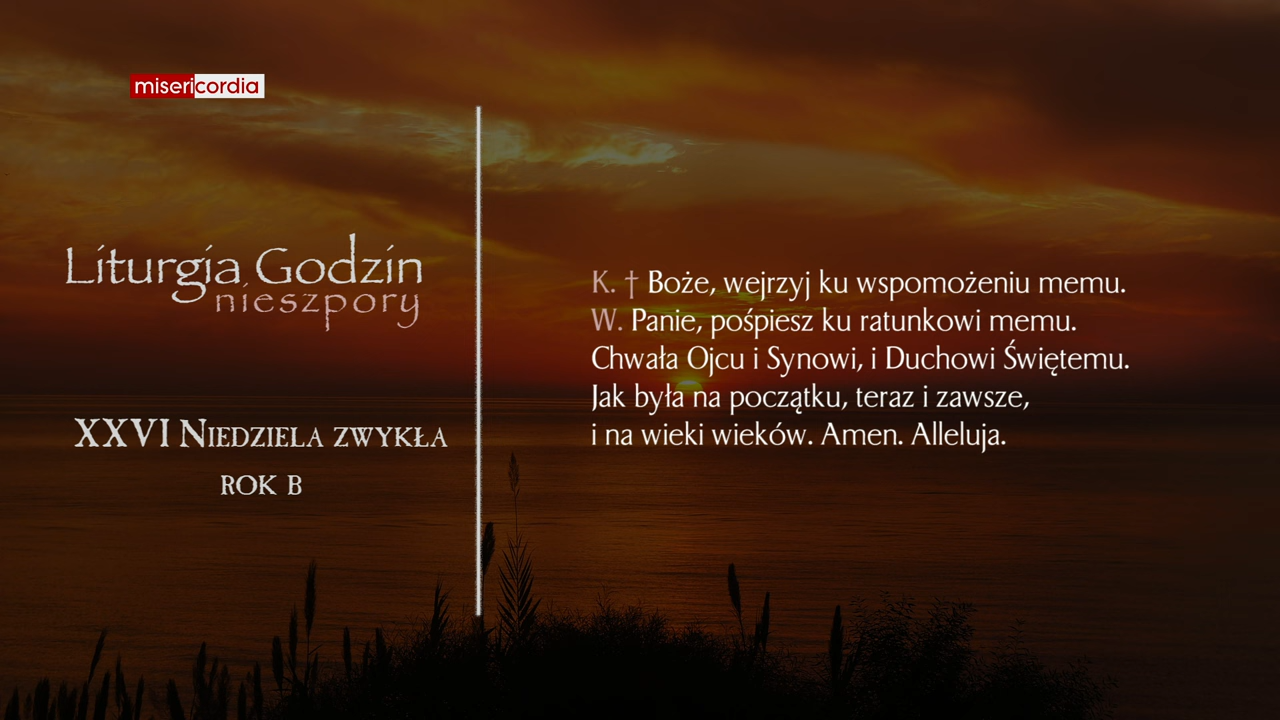 misericordia
Liturgia Godzin
nieszpory
XXVI Niedziela zwykła
rok B
K. † Boże, wejrzyj ku wspomożeniu memu.
W. Panie, pośpiesz ku ratunkowi memu.
Chwała Ojcu i Synowi, i Duchowi Świętemu.
Jak była na początku, teraz i zawsze,
i na wieki wieków. Amen. Alleluja.